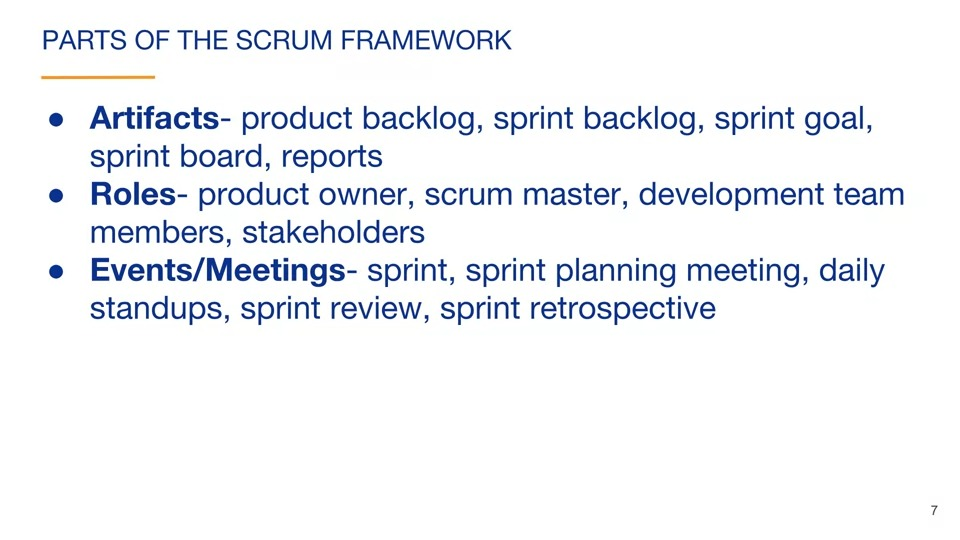 PARTS OF THE SCRUM FRAMEWORK
● Artifacts- product backlog, sprint backlog, sprint goal,
sprint board, reports
● Roles- product owner, scrum master, development team
members, stakeholders
● Events/Meetings- sprint, sprint planning meeting, daily
standups, sprint review, sprint retrospective
7